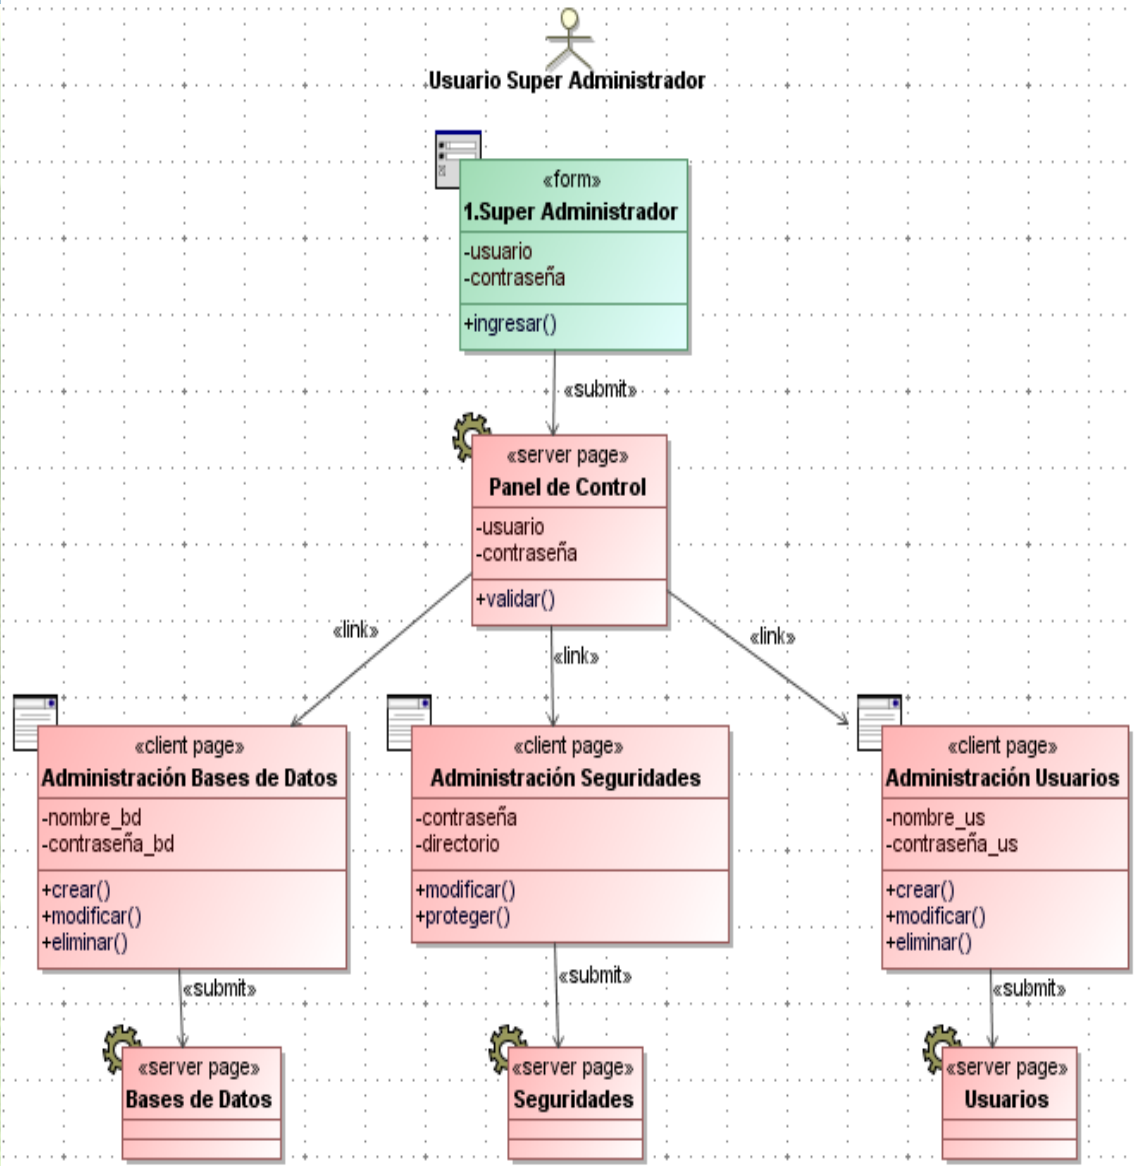 Usuario Super Administrador
«form»
1.Super Administrador
-usuario
-contraseña
+ingresar()
«submit»
«server page»
Panel de Control
-usuario
-contraseña
+validar()
«link»
«link»
«link»
«client page»
Administración Bases de Datos
-nombre_bd
-contraseña_bd
+crear()
+modificar()
+eliminar()
«submit»
«server page»
Bases de Datos
«client page»
Administración Seguridades
-contraseña
-directorio
+modificar()
+proteger()
«submit»
«server page»
Seguridades
«client page»
Administración Usuarios
-nombre_us
-contraseña_us
+crear()
+modificar()
+eliminar()
«submit»
«server page»
Usuarios